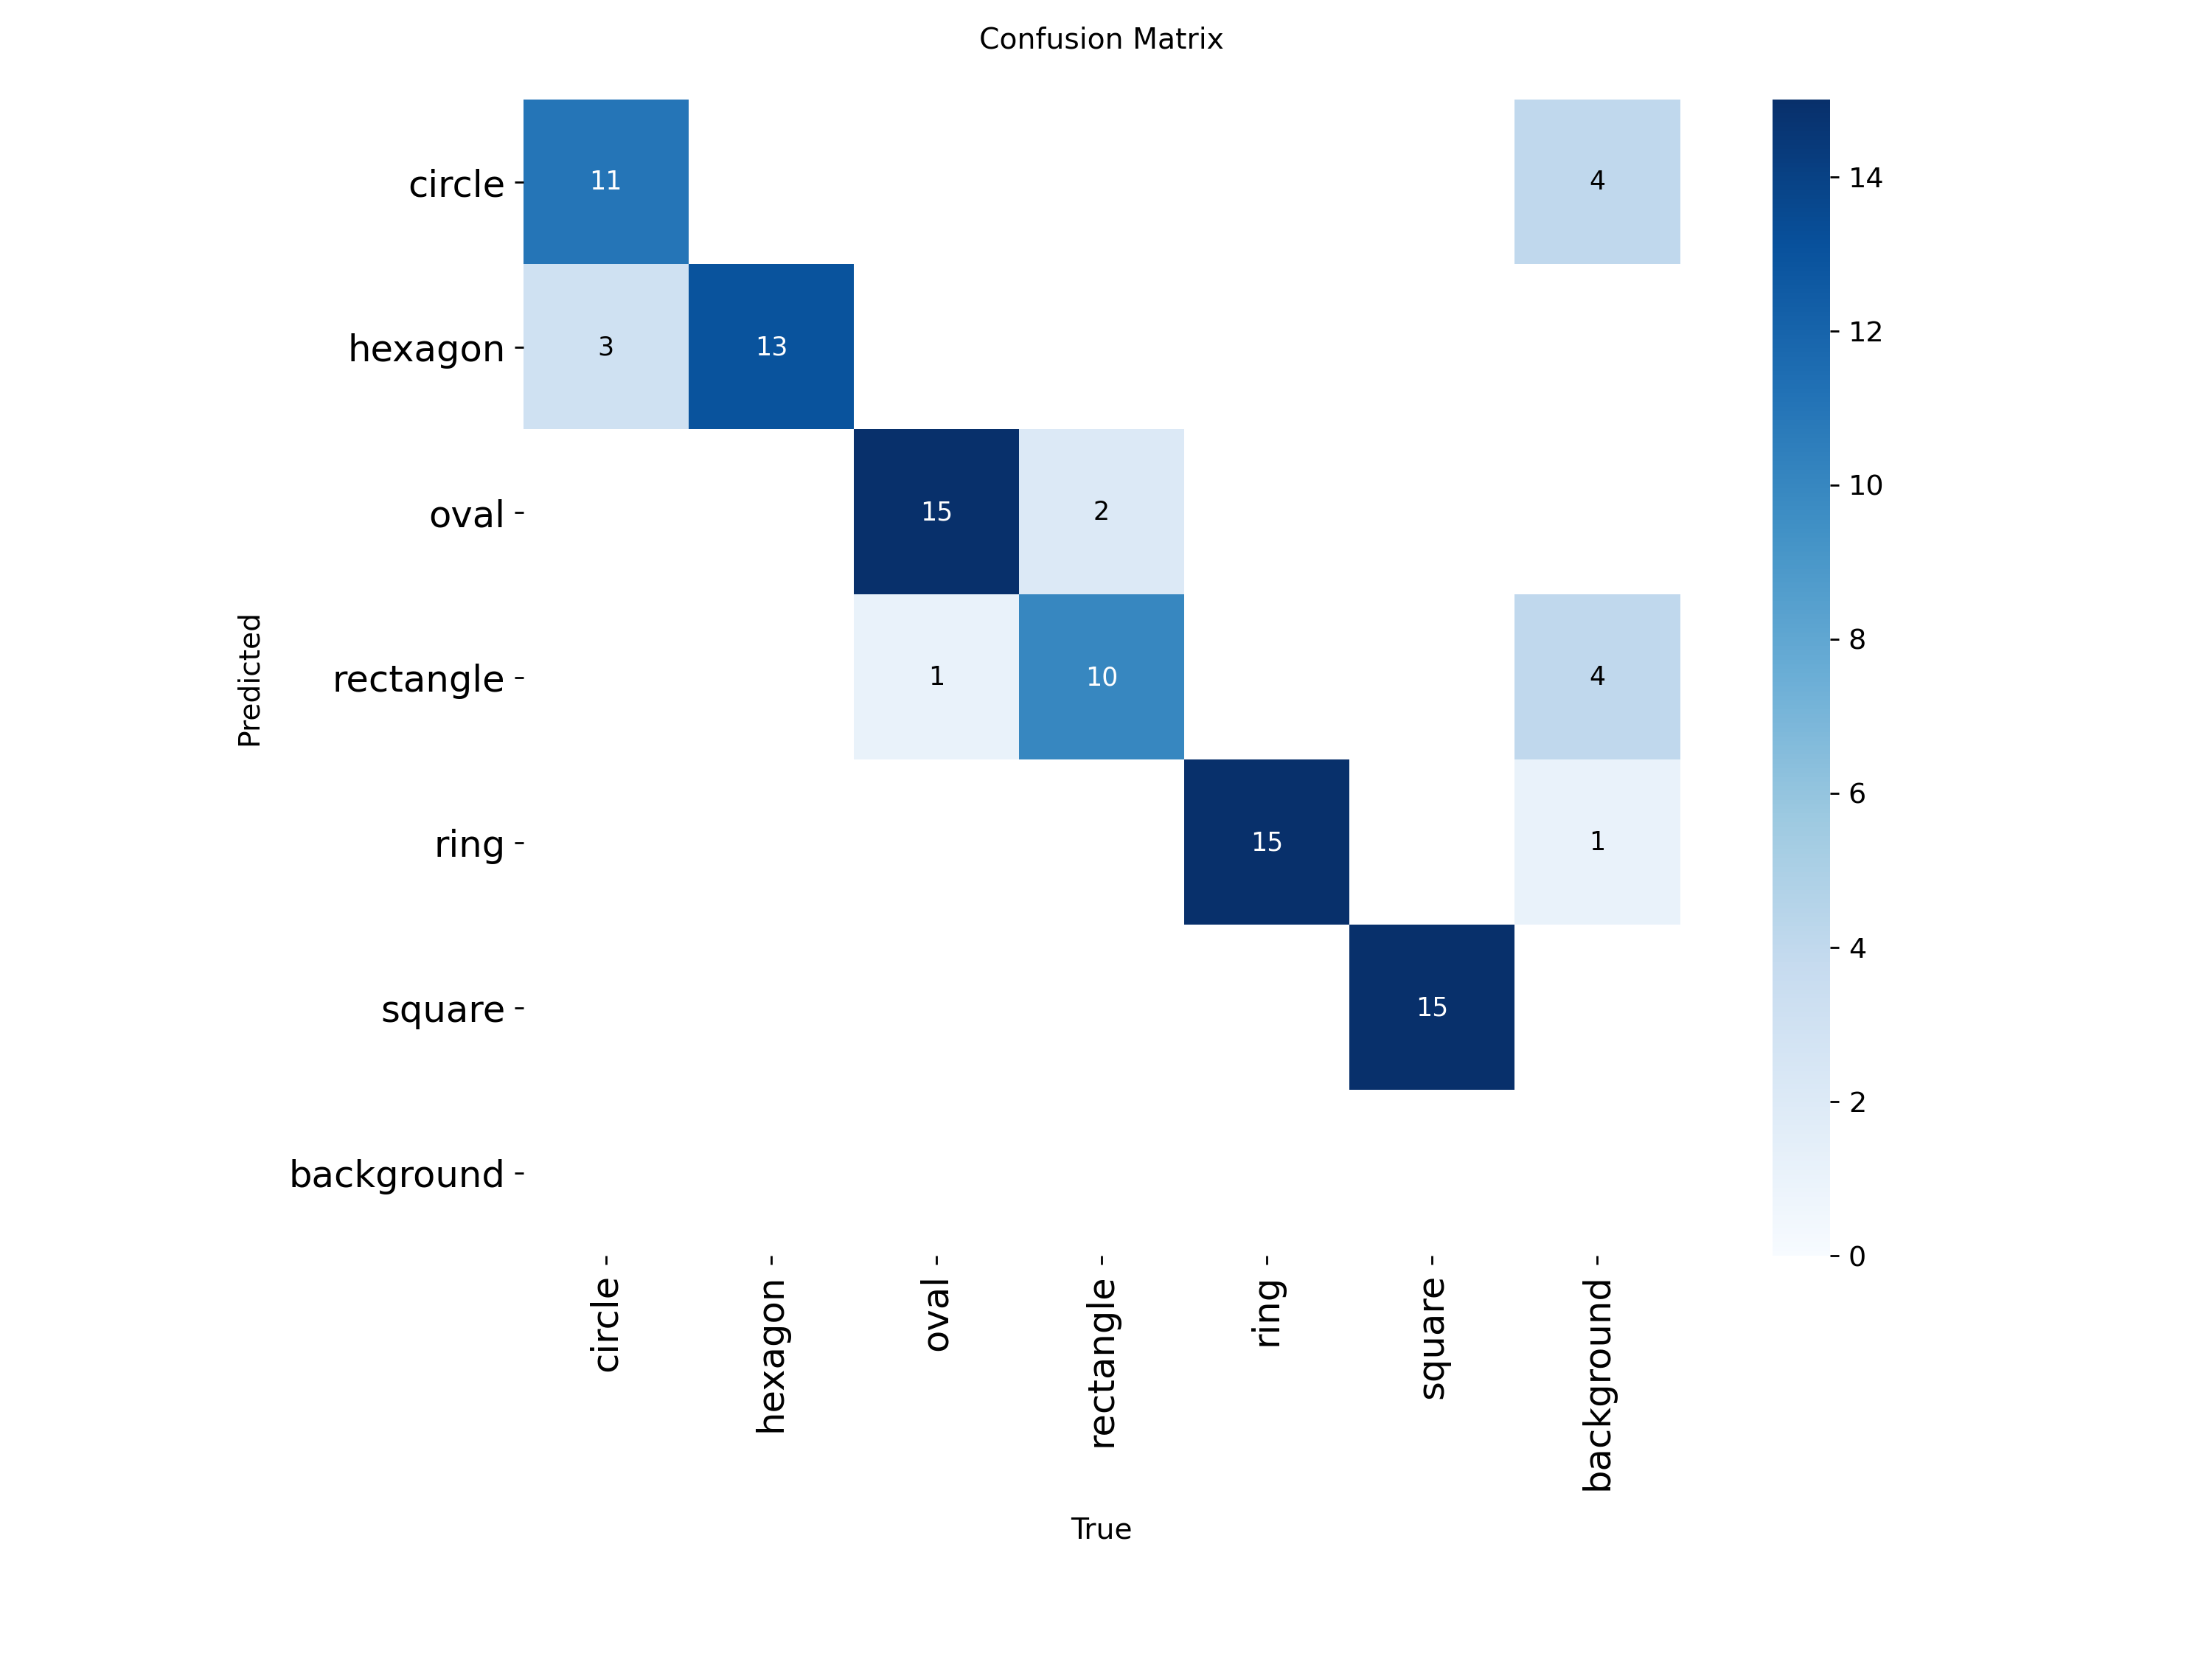 Confusion Matrix
circle 11 4 14
hexagon 3 13 12
oval 15 2 10
Predicted
rectangle 1 10 4 8
6
ring 15 1
4
square 15
2
background
0
circle hexagon oval rectangle ring square background
True